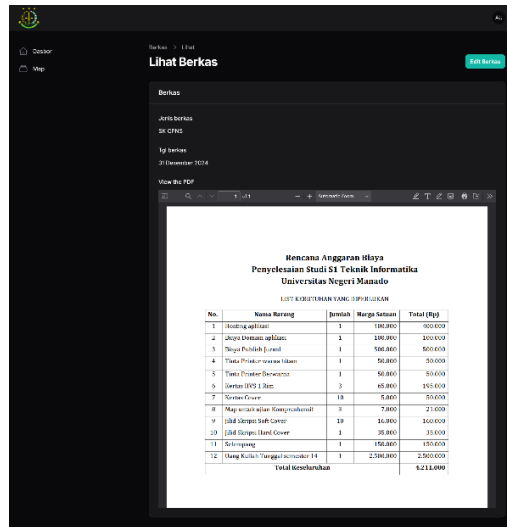 AL
Dasbor
Map
Berkas > Lihat
Lihat Berkas
Edit Berkas
Berkas
Jenis berkas
SK CPNS
Tgl berkas
31 Desember 2024
View the PDF
1 of 1
Automatic Zoom
Rencana Anggaran Biaya
Penyelesaian Studi S1 Teknik Informatika
Universitas Negeri Manado
LIST KEBUTUHAN YANG DIPERLUKAN
No. Nama Barang Jumlah Harga Satuan Total (Rp)
1 Hosting aplikasi 1 400.000
2 Biaya Domain aplikasi 1 100.000 100.000
3 Biaya Publish Jurnal 1 500.000 500.000
4 Tinta Printer warna hitam 1 50.000 50.000
5 Tinta Printer Berwarna 1 50.000 50.000
6 Kertas HVS 1 Rim 3 65.000 195.000
7 Kertas Cover 10 5.000 50.000
8 Map untuk ujian Komprehensif 3 7.000 21.000
9 Jilid Skripsi Soft Cover 10 16.000 160.000
10 Jilid Skripsi Hard Cover 1 35.000 35.000
11 Selempang 1 150.000 150.000
12 Uang Kuliah Tunggal semester 14 1 2.500.000 2.500.000
Total Keseluruhan 4.211.000